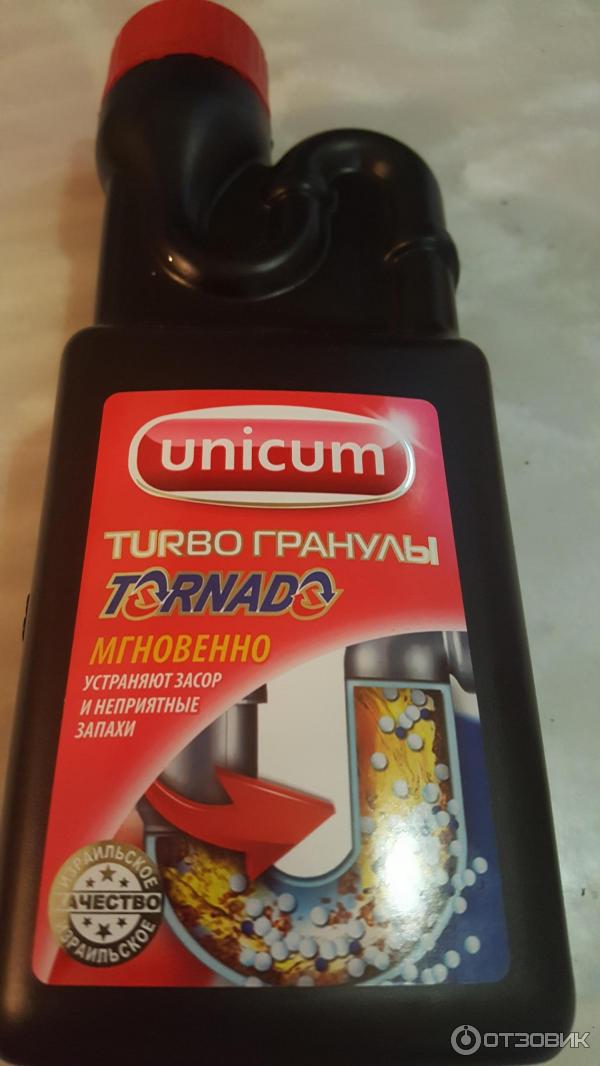 unicum
TURBO ГРАНУЛЫ
TORNADO
МГНОВЕННО
УСТРАНЯЮТ ЗАСОР
И НЕПРИЯТНЫЕ
ЗАПАХИ
ИЗРАИЛЬСКОЕ
КАЧЕСТВО
ИЗРАИЛЬСКОЕ
ОТЗОВИК